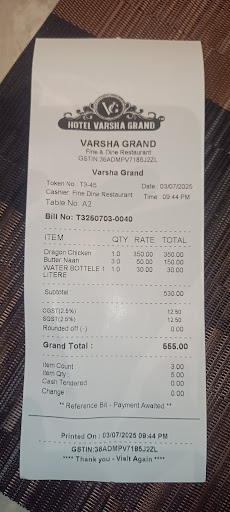 VG
HOTEL VARSHA GRAND
VARSHA GRAND
Fine & Dine Restaurant
GSTIN:36ADMPV7185J2ZL
Varsha Grand
Token No : T3-45 Date : 03/07/2025
Cashier: Fine Dine Restaurant Time : 09:44 PM
Table No: A2
Bill No: T3250703-0040
ITEM QTY RATE TOTAL
Dragon Chicken 1.0 350.00 350.00
Butter Naan 3.0 50.00 150.00
WATER BOTTELE 1 1.0 30.00 30.00
LITERE
Subtotal : 530.00
CGST(2.5%) 12.50
SGST(2.5%) 12.50
Rounded off (-) 0.00
Grand Total : 555.00
Item Count 3.00
Item Qty : 5.00
Cash Tendered 0.00
Change : 0.00
** Reference Bill - Payment Awaited **
Printed On : 03/07/2025 09:44 PM
GSTIN:36ADMPV7185J2ZL
**** Thank you - Visit Again ****